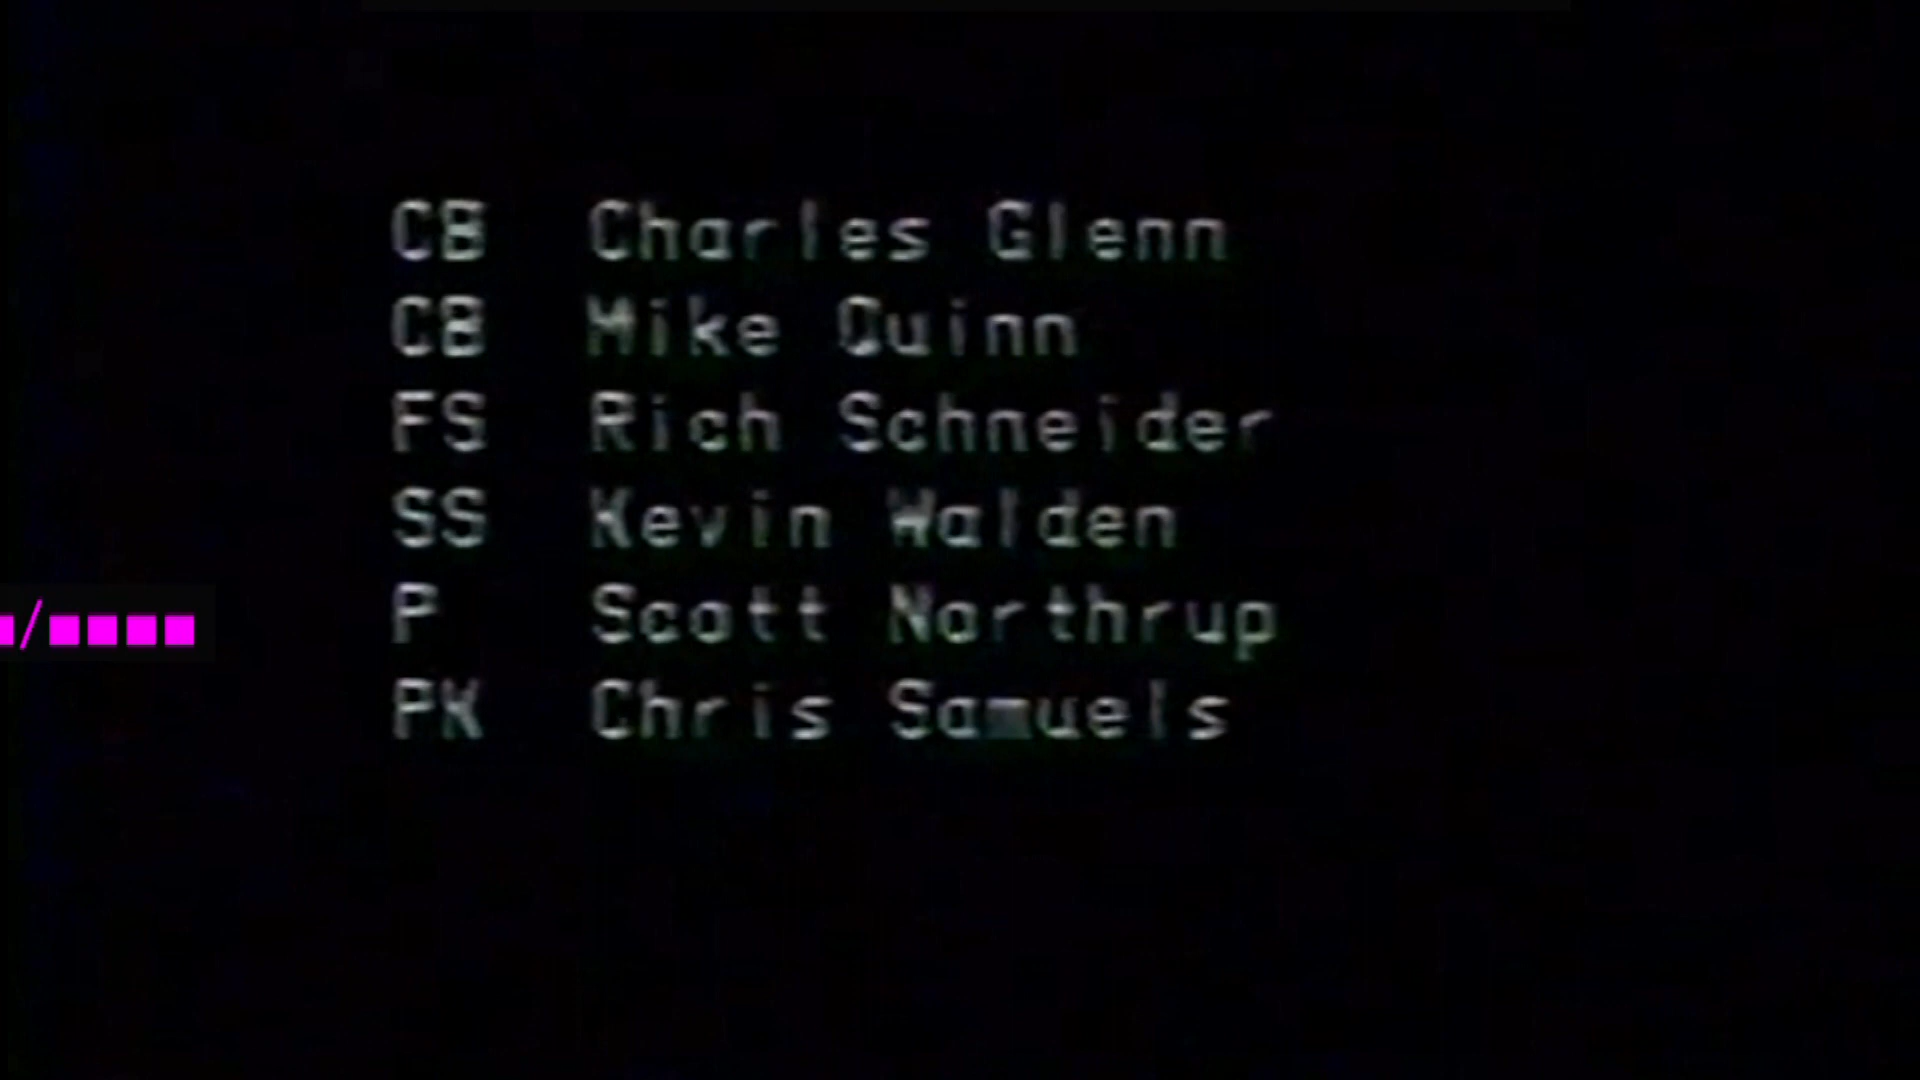 CB Charles Glenn
CB Mike Quinn
FS Rich Schneider
SS Kevin Walden
P Scott Northrup
PK Chris Samuels